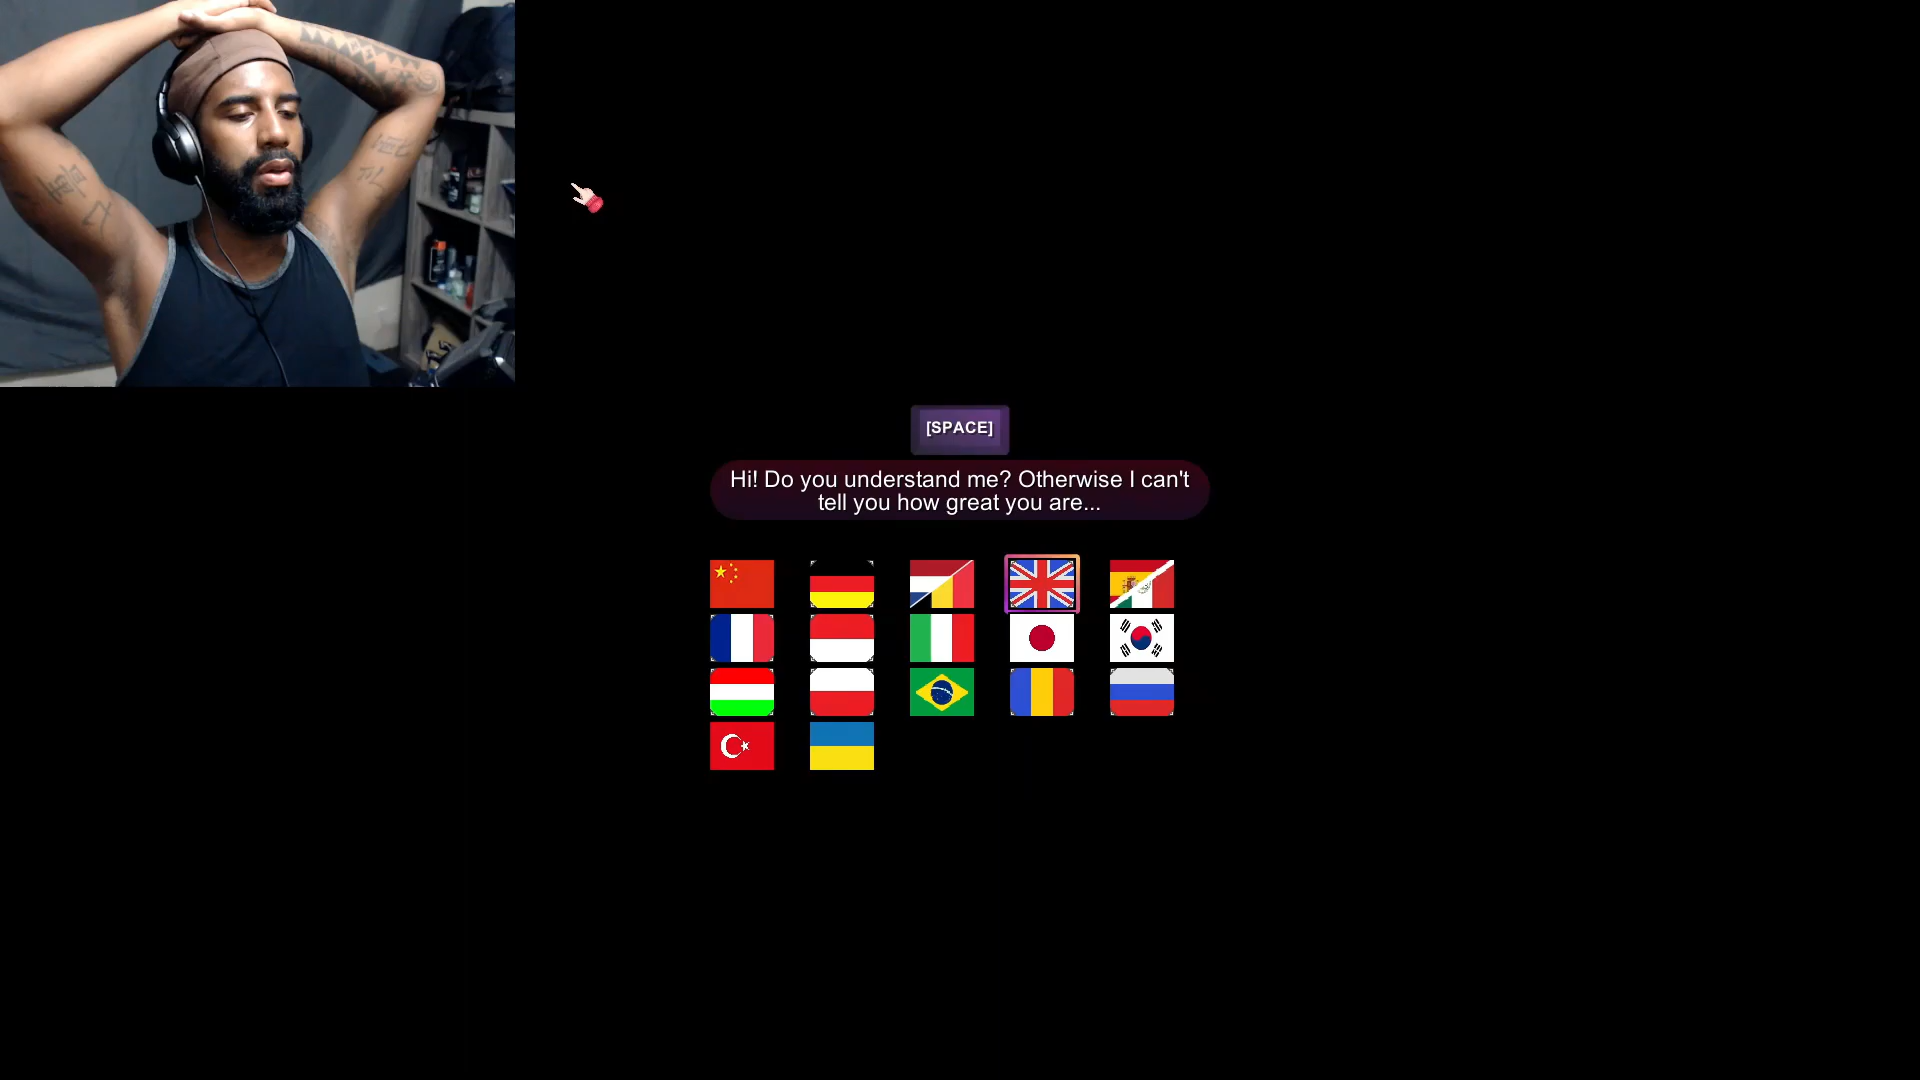 [SPACE]
Hi! Do you understand me? Otherwise I can't
tell you how great you are...